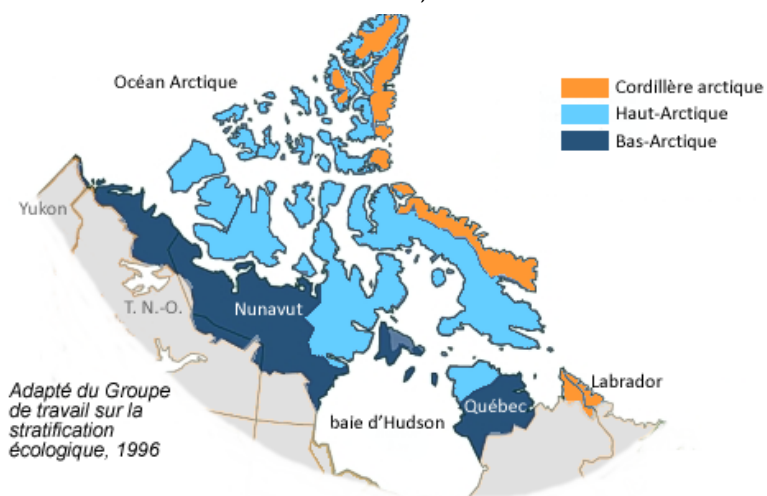 Océan Arctique
Cordillère arctique
Haut-Arctique
Bas-Arctique
Yukon
T. N.-O.
Nunavut
Labrador
Québec
baie d'Hudson
Adapté du Groupe
de travail sur la
stratification
écologique, 1996